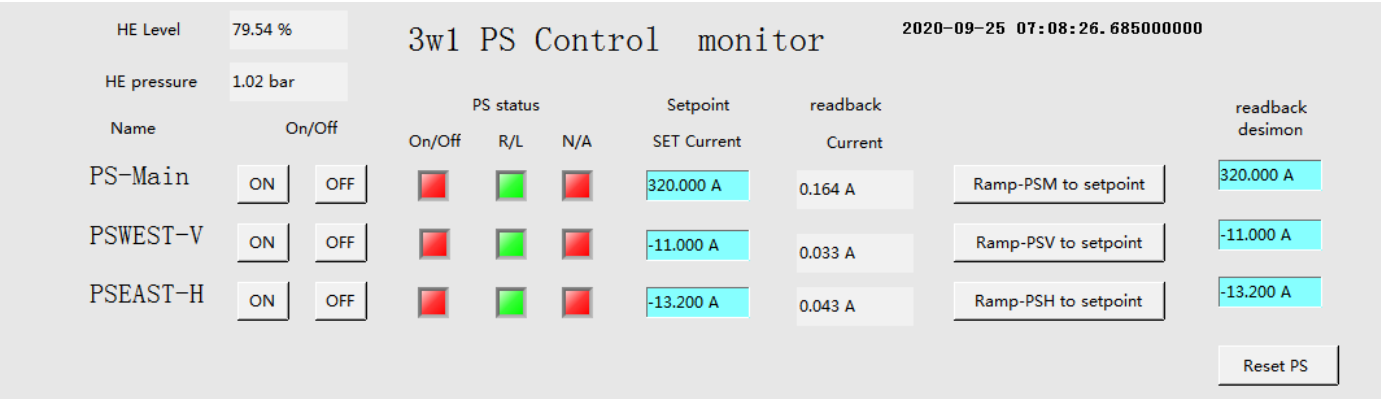 HE Level 79.54 %
3w1 PS Control monitor
2020-09-25 07:08:26.685000000
HE pressure 1.02 bar
PS status Setpoint readback readback
Name On/Off On/Off R/L N/A SET Current Current desimon
PS-Main ON OFF 320.000 A 0.164 A Ramp-PSM to setpoint 320.000 A
PSWEST-V ON OFF -11.000 A 0.033 A Ramp-PSV to setpoint -11.000 A
PSEAST-H ON OFF -13.200 A 0.043 A Ramp-PSH to setpoint -13.200 A
Reset PS